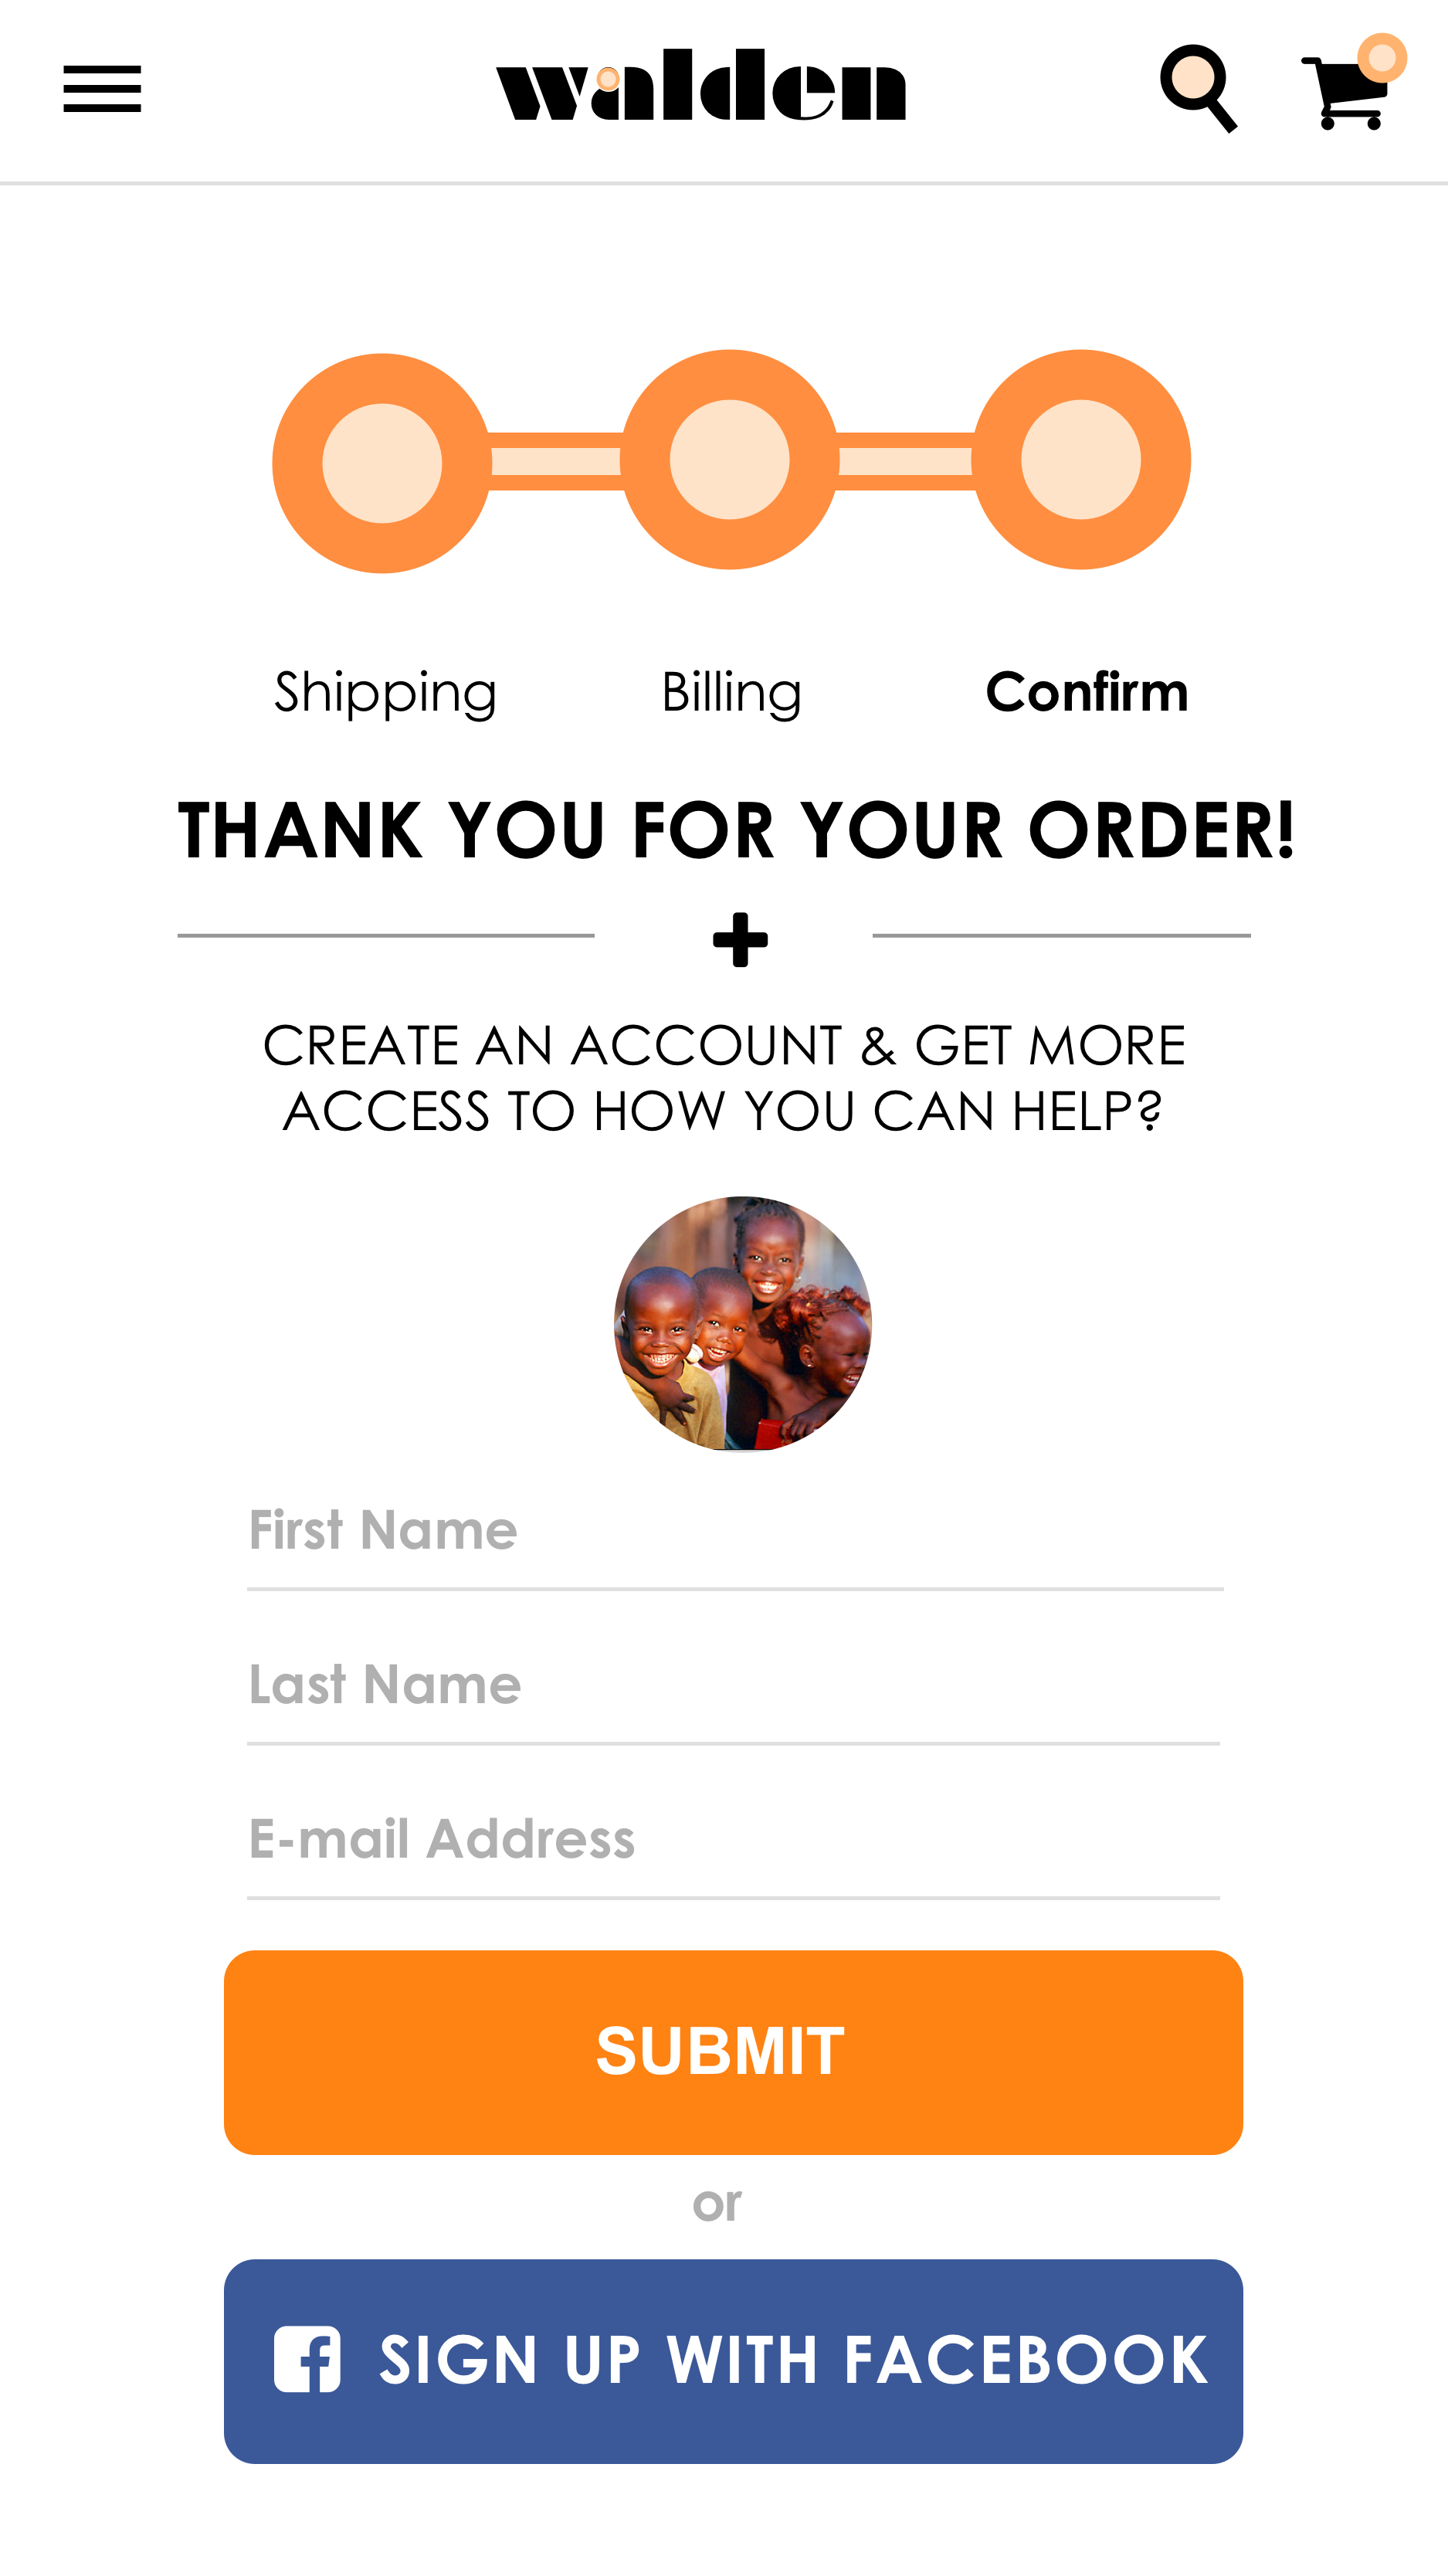 walden
Shipping Billing Confirm
THANK YOU FOR YOUR ORDER!
CREATE AN ACCOUNT & GET MORE
ACCESS TO HOW YOU CAN HELP?
First Name
Last Name
E-mail Address
SUBMIT
or
SIGN UP WITH FACEBOOK